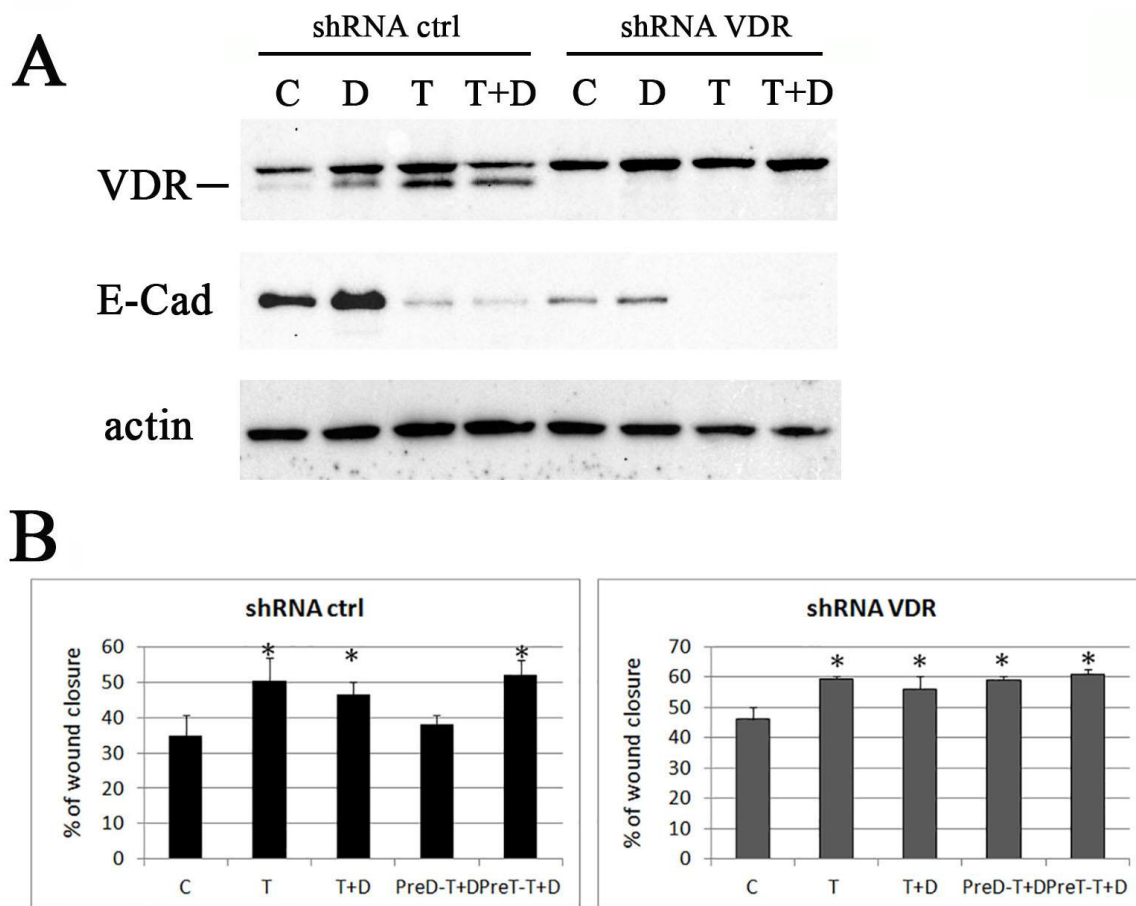 A
shRNA ctrl shRNA VDR
C D T T+D C D T T+D
VDR
E-Cad
actin
B
shRNA ctrl
% of wound closure
60
50
40
30
20
10
0
* * *
C T T+D PreD-T+D PreT-T+D
shRNA VDR
% of wound closure
70
60
50
40
30
20
10
0
* * * *
C T T+D PreD-T+D PreT-T+D